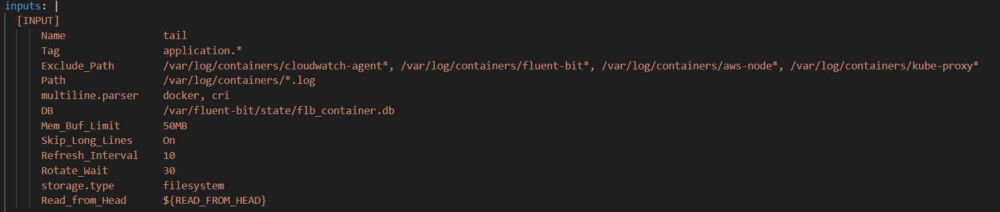 inputs: |
[INPUT]
Name tail
Tag application.*
Exclude_Path /var/log/containers/cloudwatch-agent*, /var/log/containers/fluent-bit*, /var/log/containers/aws-node*, /var/log/containers/kube-proxy*
Path /var/log/containers/*.log
multiline.parser docker, cri
DB /var/fluent-bit/state/flb_container.db
Mem_Buf_Limit 50MB
Skip_Long_Lines On
Refresh_Interval 10
Rotate_Wait 30
storage.type filesystem
Read_from_Head ${READ_FROM_HEAD}